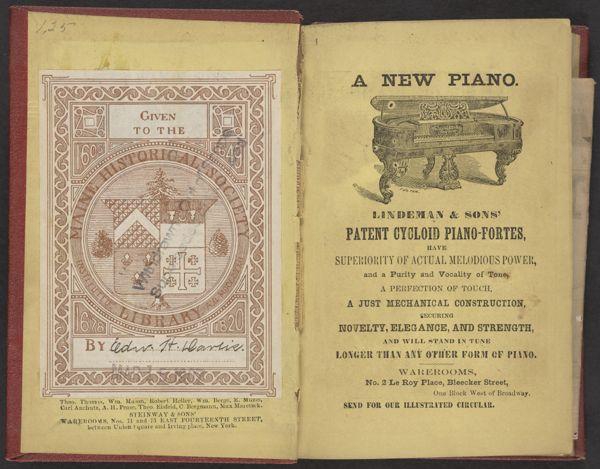 1,25
GIVEN
TO THE
MAINE HISTORICAL SOCIETY
LIBRARY
1820
BY Edw. H. Darlic.
Theo. Thomas, Wm. Mason, Robert Heller, Wm. Berge, E. Muzio,
Carl Anschutz, A. H. Pease, Theo. Eisfeld, C. Bergmann, Max Maretzek.
STEINWAY & SONS'
WAREROOMS, Nos. 71 and 73 EAST FOURTEENTH STREET,
between Union Square and Irving place, New York.
A NEW PIANO.
LINDEMAN & SONS'
PATENT CYCLOID PIANO-FORTES,
HAVE
SUPERIORITY OF ACTUAL MELODIOUS POWER,
and a Purity and Vocality of Tone,
A PERFECTION OF TOUCH,
A JUST MECHANICAL CONSTRUCTION,
SECURING
NOVELTY, ELEGANCE, AND STRENGTH,
AND WILL STAND IN TUNE
LONGER THAN ANY OTHER FORM OF PIANO.
WAREROOMS,
No. 2 Le Roy Place, Bleecker Street,
One Block West of Broadway.
SEND FOR OUR ILLUSTRATED CIRCULAR.